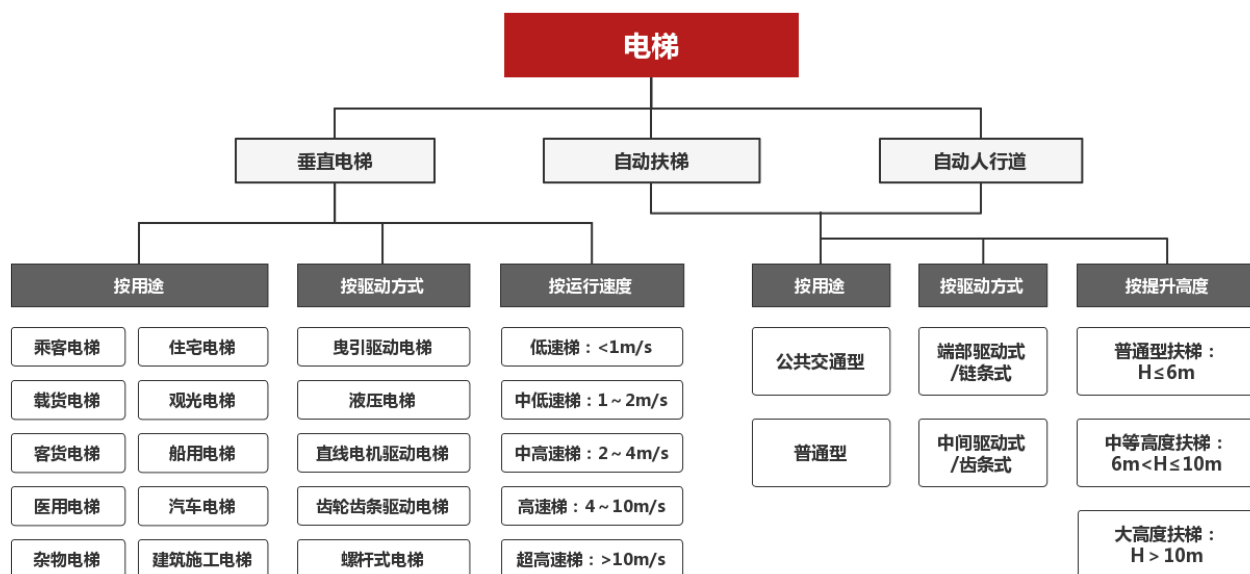 电梯
垂直电梯
自动扶梯
自动人行道
按用途
按驱动方式
按运行速度
按用途
按驱动方式
按提升高度
乘客电梯
住宅电梯
曳引驱动电梯
低速梯：<1m/s
载货电梯
观光电梯
液压电梯
中低速梯：1～2m/s
客货电梯
船用电梯
直线电机驱动电梯
中高速梯：2～4m/s
医用电梯
汽车电梯
齿轮齿条驱动电梯
高速梯：4～10m/s
杂物电梯
建筑施工电梯
螺杆式电梯
超高速梯：>10m/s
公共交通型
普通型
端部驱动式
/链条式
中间驱动式
/齿条式
普通型扶梯：
H≤6m
中等高度扶梯：
6m<H≤10m
大高度扶梯：
H＞10m